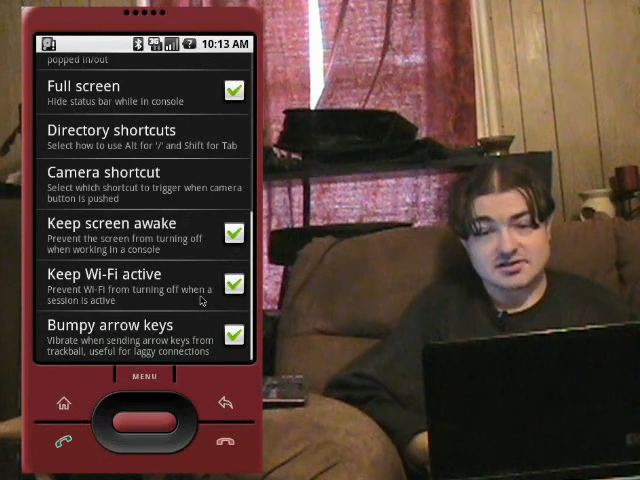 10:13 AM
popped in/out
Full screen
Hide status bar while in console
Directory shortcuts
Select how to use Alt for '/' and Shift for Tab
Camera shortcut
Select which shortcut to trigger when camera
button is pushed
Keep screen awake
Prevent the screen from turning off
when working in a console
Keep Wi-Fi active
Prevent Wi-Fi from turning off when a
session is active
Bumpy arrow keys
Vibrate when sending arrow keys from
trackball, useful for laggy connections
MENU